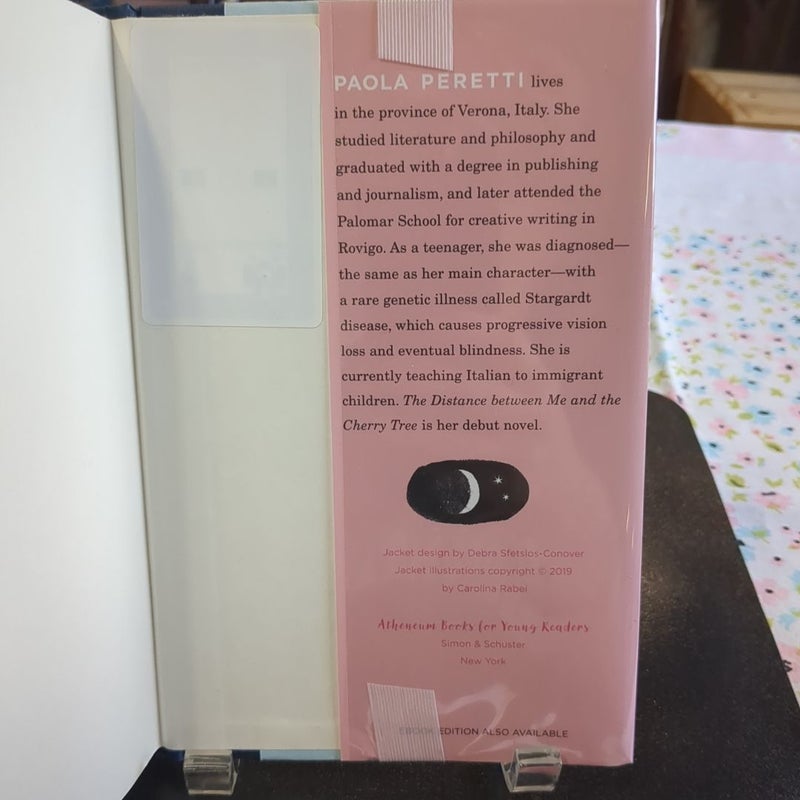 PAOLA PERETTI lives
in the province of Verona, Italy. She
studied literature and philosophy and
graduated with a degree in publishing
and journalism, and later attended the
Palomar School for creative writing in
Rovigo. As a teenager, she was diagnosed—
the same as her main character—with
a rare genetic illness called Stargardt
disease, which causes progressive vision
loss and eventual blindness. She is
currently teaching Italian to immigrant
children. The Distance between Me and the
Cherry Tree is her debut novel.
Jacket design by Debra Sfetsios-Conover
Jacket illustrations copyright © 2019
by Carolina Rabei
Atheneum Books for Young Readers
Simon & Schuster
New York
EBOOK EDITION ALSO AVAILABLE